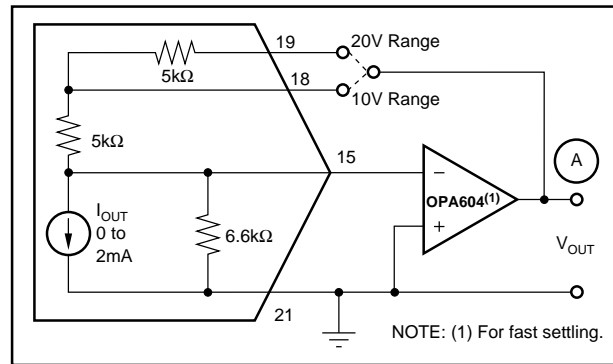 19
20V Range
5kΩ
18
10V Range
5kΩ
15
A
−
OPA604(1)
+
IOUT
0 to
2mA
6.6kΩ
VOUT
21
NOTE: (1) For fast settling.